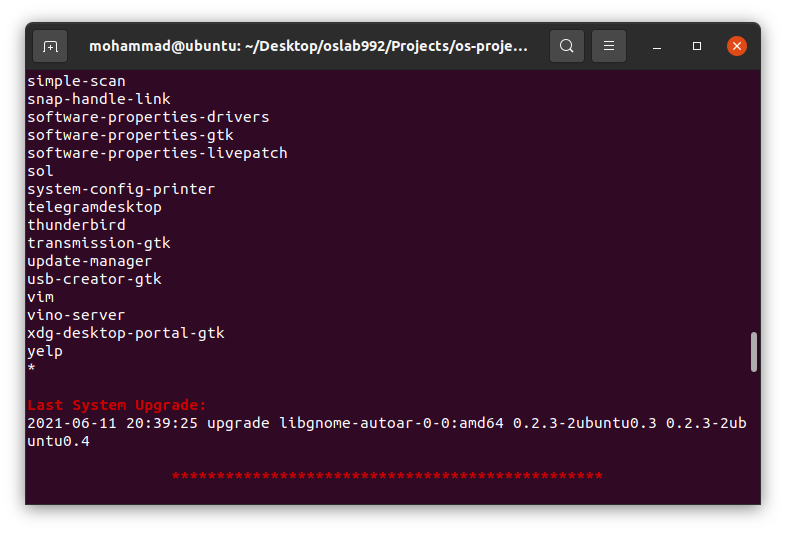 mohammad@ubuntu: ~/Desktop/oslab992/Projects/os-proje...
simple-scan
snap-handle-link
software-properties-drivers
software-properties-gtk
software-properties-livepatch
sol
system-config-printer
telegramdesktop
thunderbird
transmission-gtk
update-manager
usb-creator-gtk
vim
vino-server
xdg-desktop-portal-gtk
yelp
*
Last System Upgrade:
2021-06-11 20:39:25 upgrade libgnome-autoar-0-0:amd64 0.2.3-2ubuntu0.3 0.2.3-2ub
untu0.4
************************************************